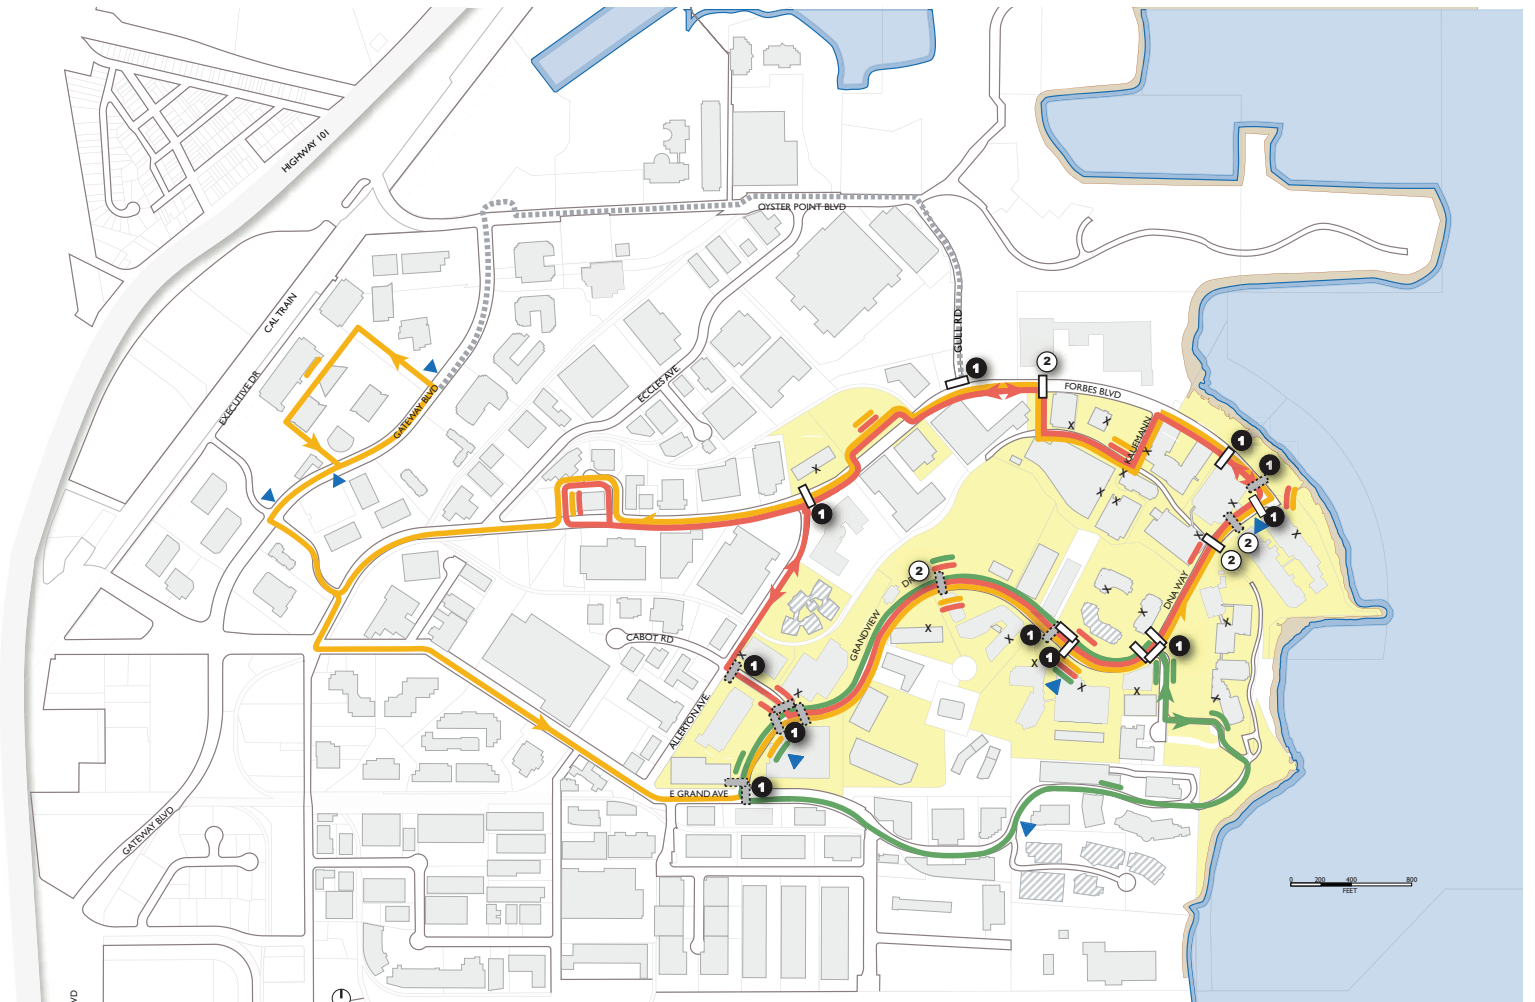 HIGHWAY 101
OYSTER POINT BLVD
CAL TRAIN
GULL RD
EXECUTIVE DR
GATEWAY BLVD
ECCLES AVE
1
2
FORBES BLVD
KAUFMANN
X
X
X
X
X
X
X
X
1
1
1
1
X
X
X
2
2
2
DR
DNA WAY
X
X
X
X
X
X
GRANDVIEW
CABOT RD
1
1
1
1
X
X
X
X
X
X
ALLERTON AVE
1
1
E GRAND AVE
GATEWAY BLVD
0 200 400 800
FEET
VD